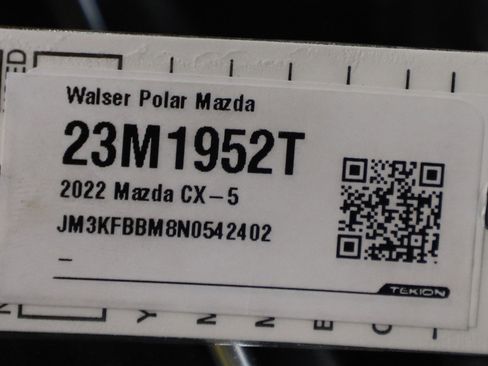 Walser Polar Mazda
23M1952T
2022 Mazda CX-5
JM3KFBBM8N0542402
TEKION